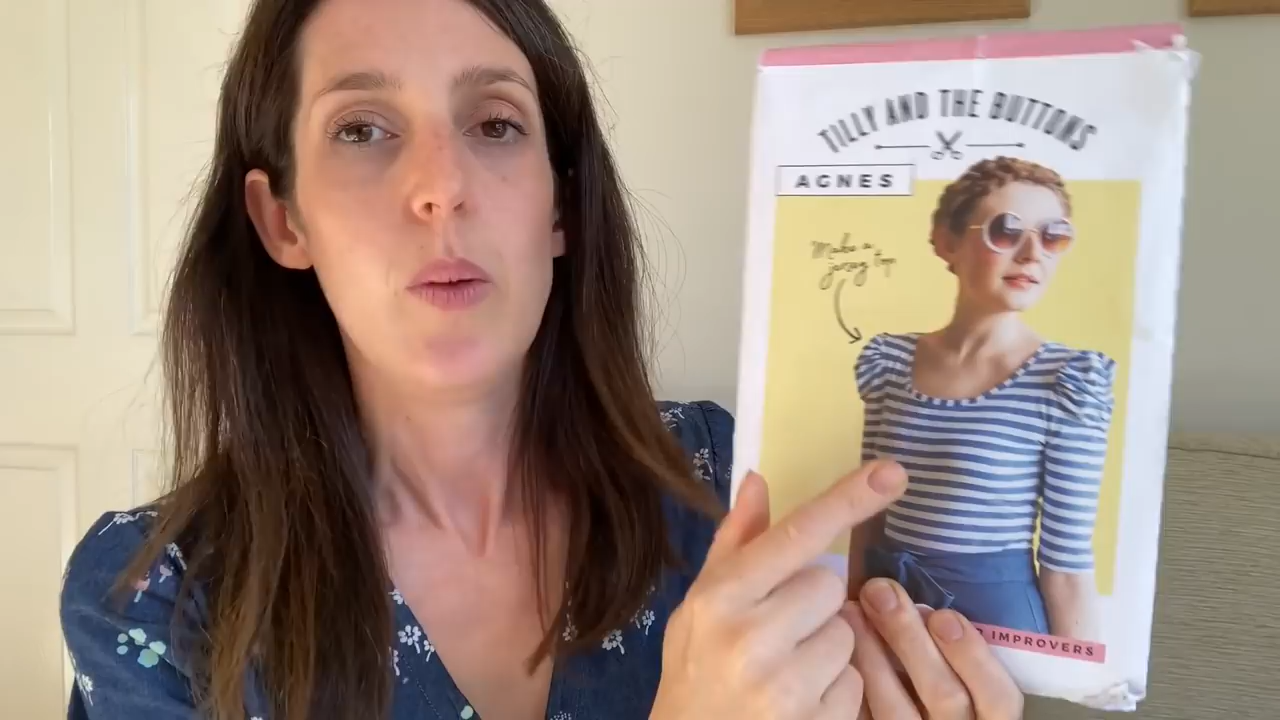 TILLY AND THE BUTTONS
AGNES
Make a
jersey top
IMPROVERS